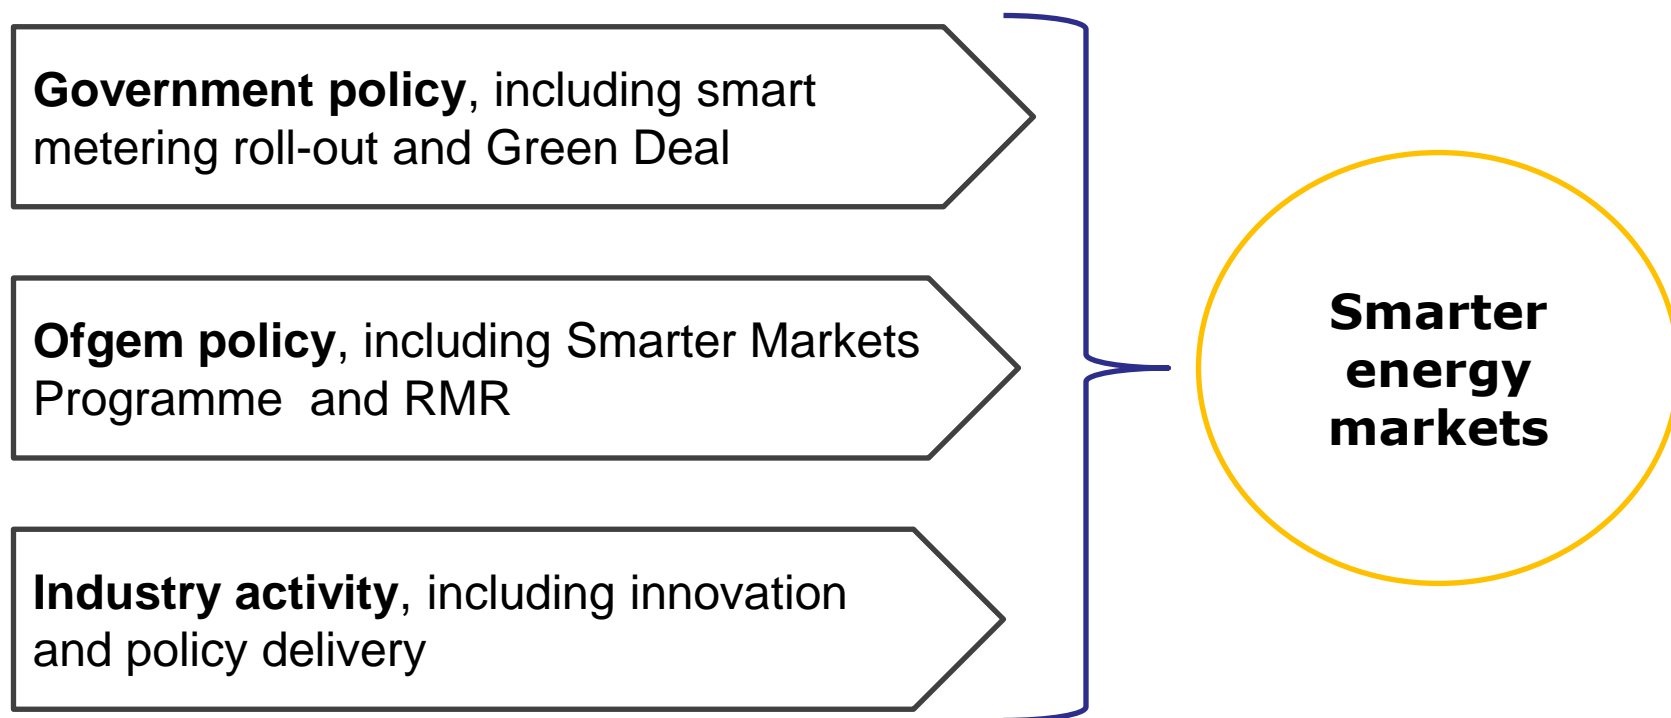 Government policy, including smart
metering roll-out and Green Deal
Ofgem policy, including Smarter Markets
Programme  and RMR
Industry activity, including innovation
and policy delivery
Smarter
energy
markets